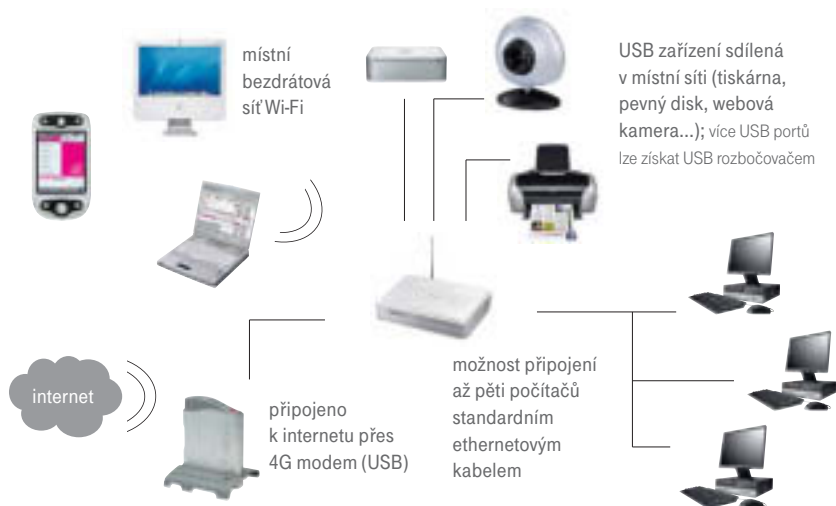 místní
bezdrátová
síť Wi-Fi
USB zařízení sdílená
v místní síti (tiskárna,
pevný disk, webová
kamera...); více USB portů
lze získat USB rozbočovačem
internet
připojeno
k internetu přes
4G modem (USB)
možnost připojení
až pěti počítačů
standardním
ethernetovým
kabelem